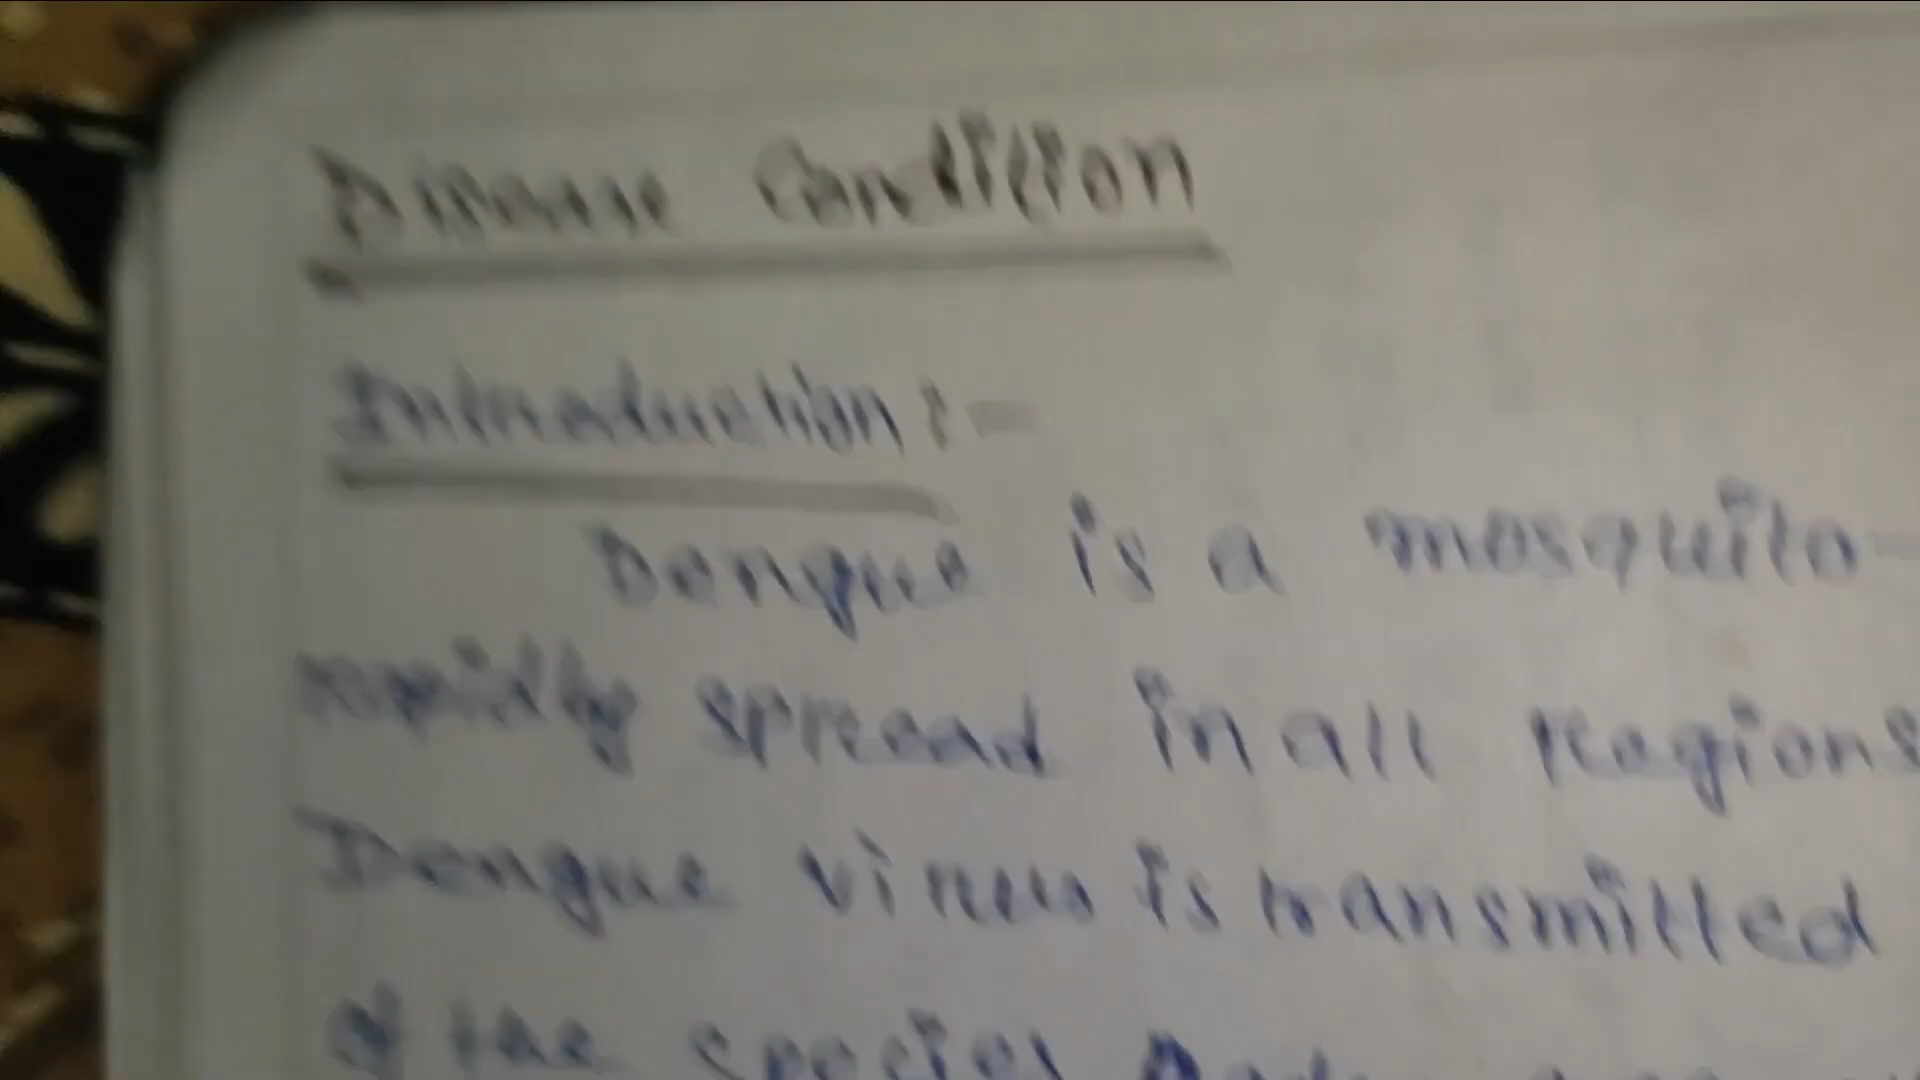 Disease Condition
Introduction :-
Dengue is a mosquito-
rapidly spread in all regions
Dengue virus is transmitted
of the species